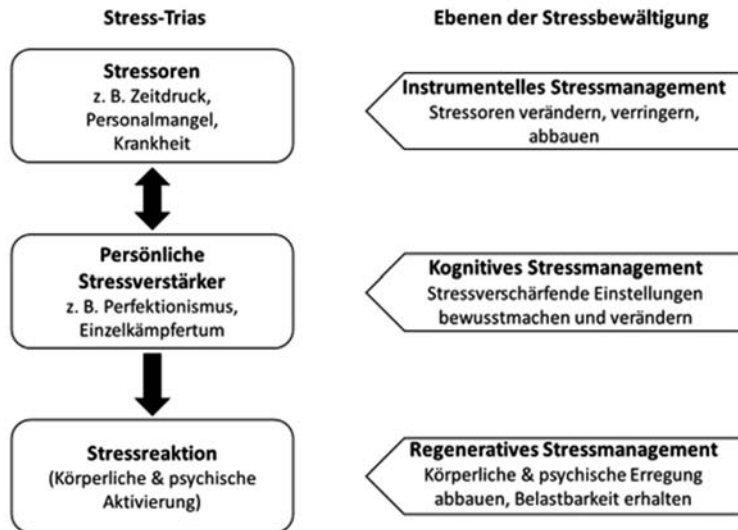 Stress-Trias
Ebenen der Stressbewältigung
Stressoren
z. B. Zeitdruck,
Personalmangel,
Krankheit
Instrumentelles Stressmanagement
Stressoren verändern, verringern,
abbauen
Persönliche
Stressverstärker
z. B. Perfektionismus,
Einzelkämpfertum
Kognitives Stressmanagement
Stressverschärfende Einstellungen
bewusstmachen und verändern
Stressreaktion
(Körperliche & psychische
Aktivierung)
Regeneratives Stressmanagement
Körperliche & psychische Erregung
abbauen, Belastbarkeit erhalten